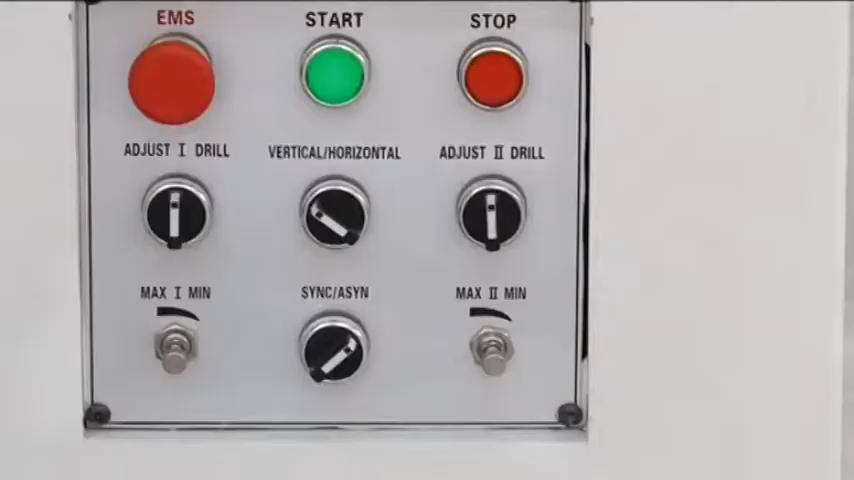 EMS
START
STOP
ADJUST I DRILL
VERTICAL/HORIZONTAL
ADJUST II DRILL
MAX I MIN
SYNC/ASYN
MAX II MIN